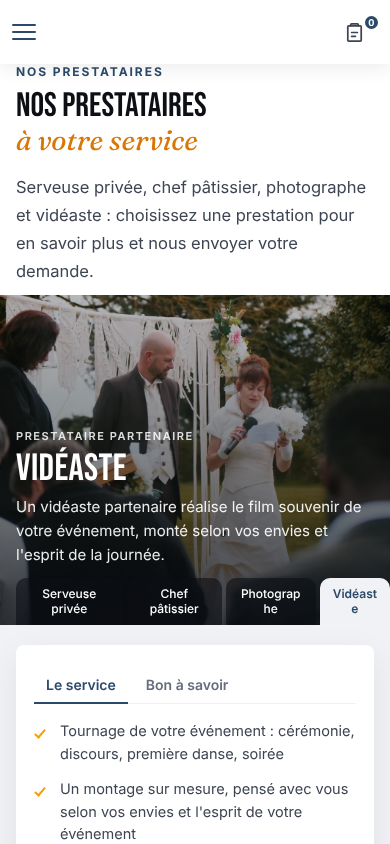 0
NOS PRESTATAIRES
NOS PRESTATAIRES
à votre service
Serveuse privée, chef pâtissier, photographe
et vidéaste : choisissez une prestation pour
en savoir plus et nous envoyer votre
demande.
PRESTATAIRE PARTENAIRE
VIDÉASTE
Un vidéaste partenaire réalise le film souvenir de
votre événement, monté selon vos envies et
l'esprit de la journée.
Serveuse
privée
Chef
pâtissier
Photograp
he
Vidéast
e
Le service
Bon à savoir
Tournage de votre événement : cérémonie,
discours, première danse, soirée
Un montage sur mesure, pensé avec vous
selon vos envies et l'esprit de votre
événement